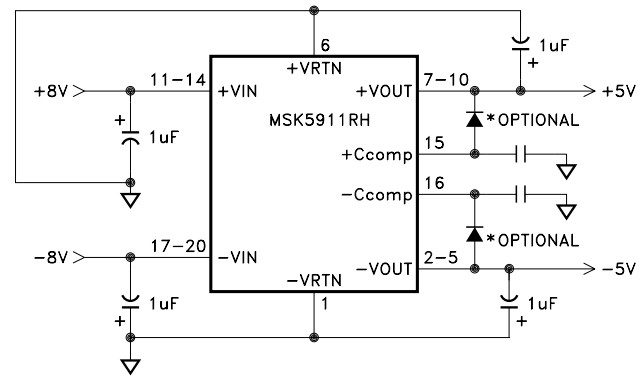 6
1uF
+
+8V
11-14
+VRTN
7-10
+5V
+VIN
+VOUT
+
1uF
MSK5911RH
*OPTIONAL
15
+Ccomp
16
-Ccomp
-8V
17-20
-VIN
*OPTIONAL
2-5
-VOUT
-5V
-VRTN
1uF
+
1
1uF
+